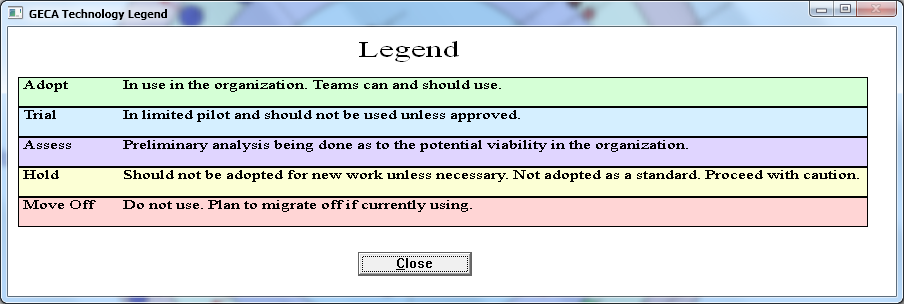 GECA Technology Legend
Legend
Adopt In use in the organization. Teams can and should use.
Trial In limited pilot and should not be used unless approved.
Assess Preliminary analysis being done as to the potential viability in the organization.
Hold Should not be adopted for new work unless necessary. Not adopted as a standard. Proceed with caution.
Move Off Do not use. Plan to migrate off if currently using.
Close